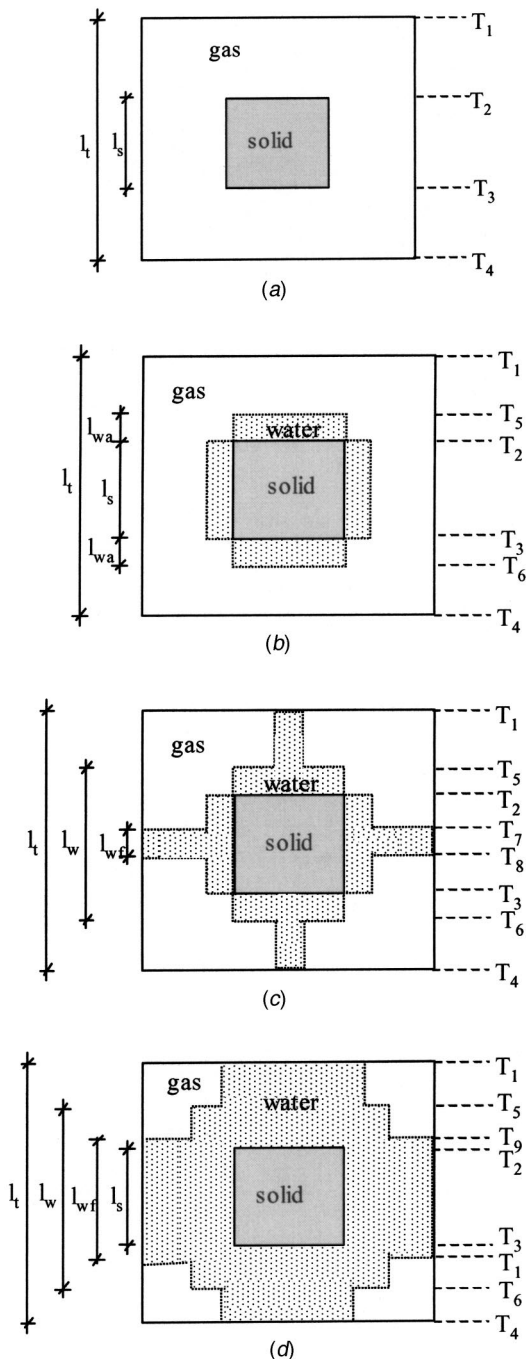 gas
T1
T2
lt
ls
solid
T3
T4
(a)
T1
gas
T5
lwa
water
T2
lt
ls
solid
T3
lwa
T6
T4
(b)
T1
gas
T5
water
T2
T7
lt
lw
lwf
solid
T8
T3
T6
T4
(c)
T1
gas
T5
water
T9
T2
lt
lw
lwf
ls
solid
T3
T1
T6
T4
(d)